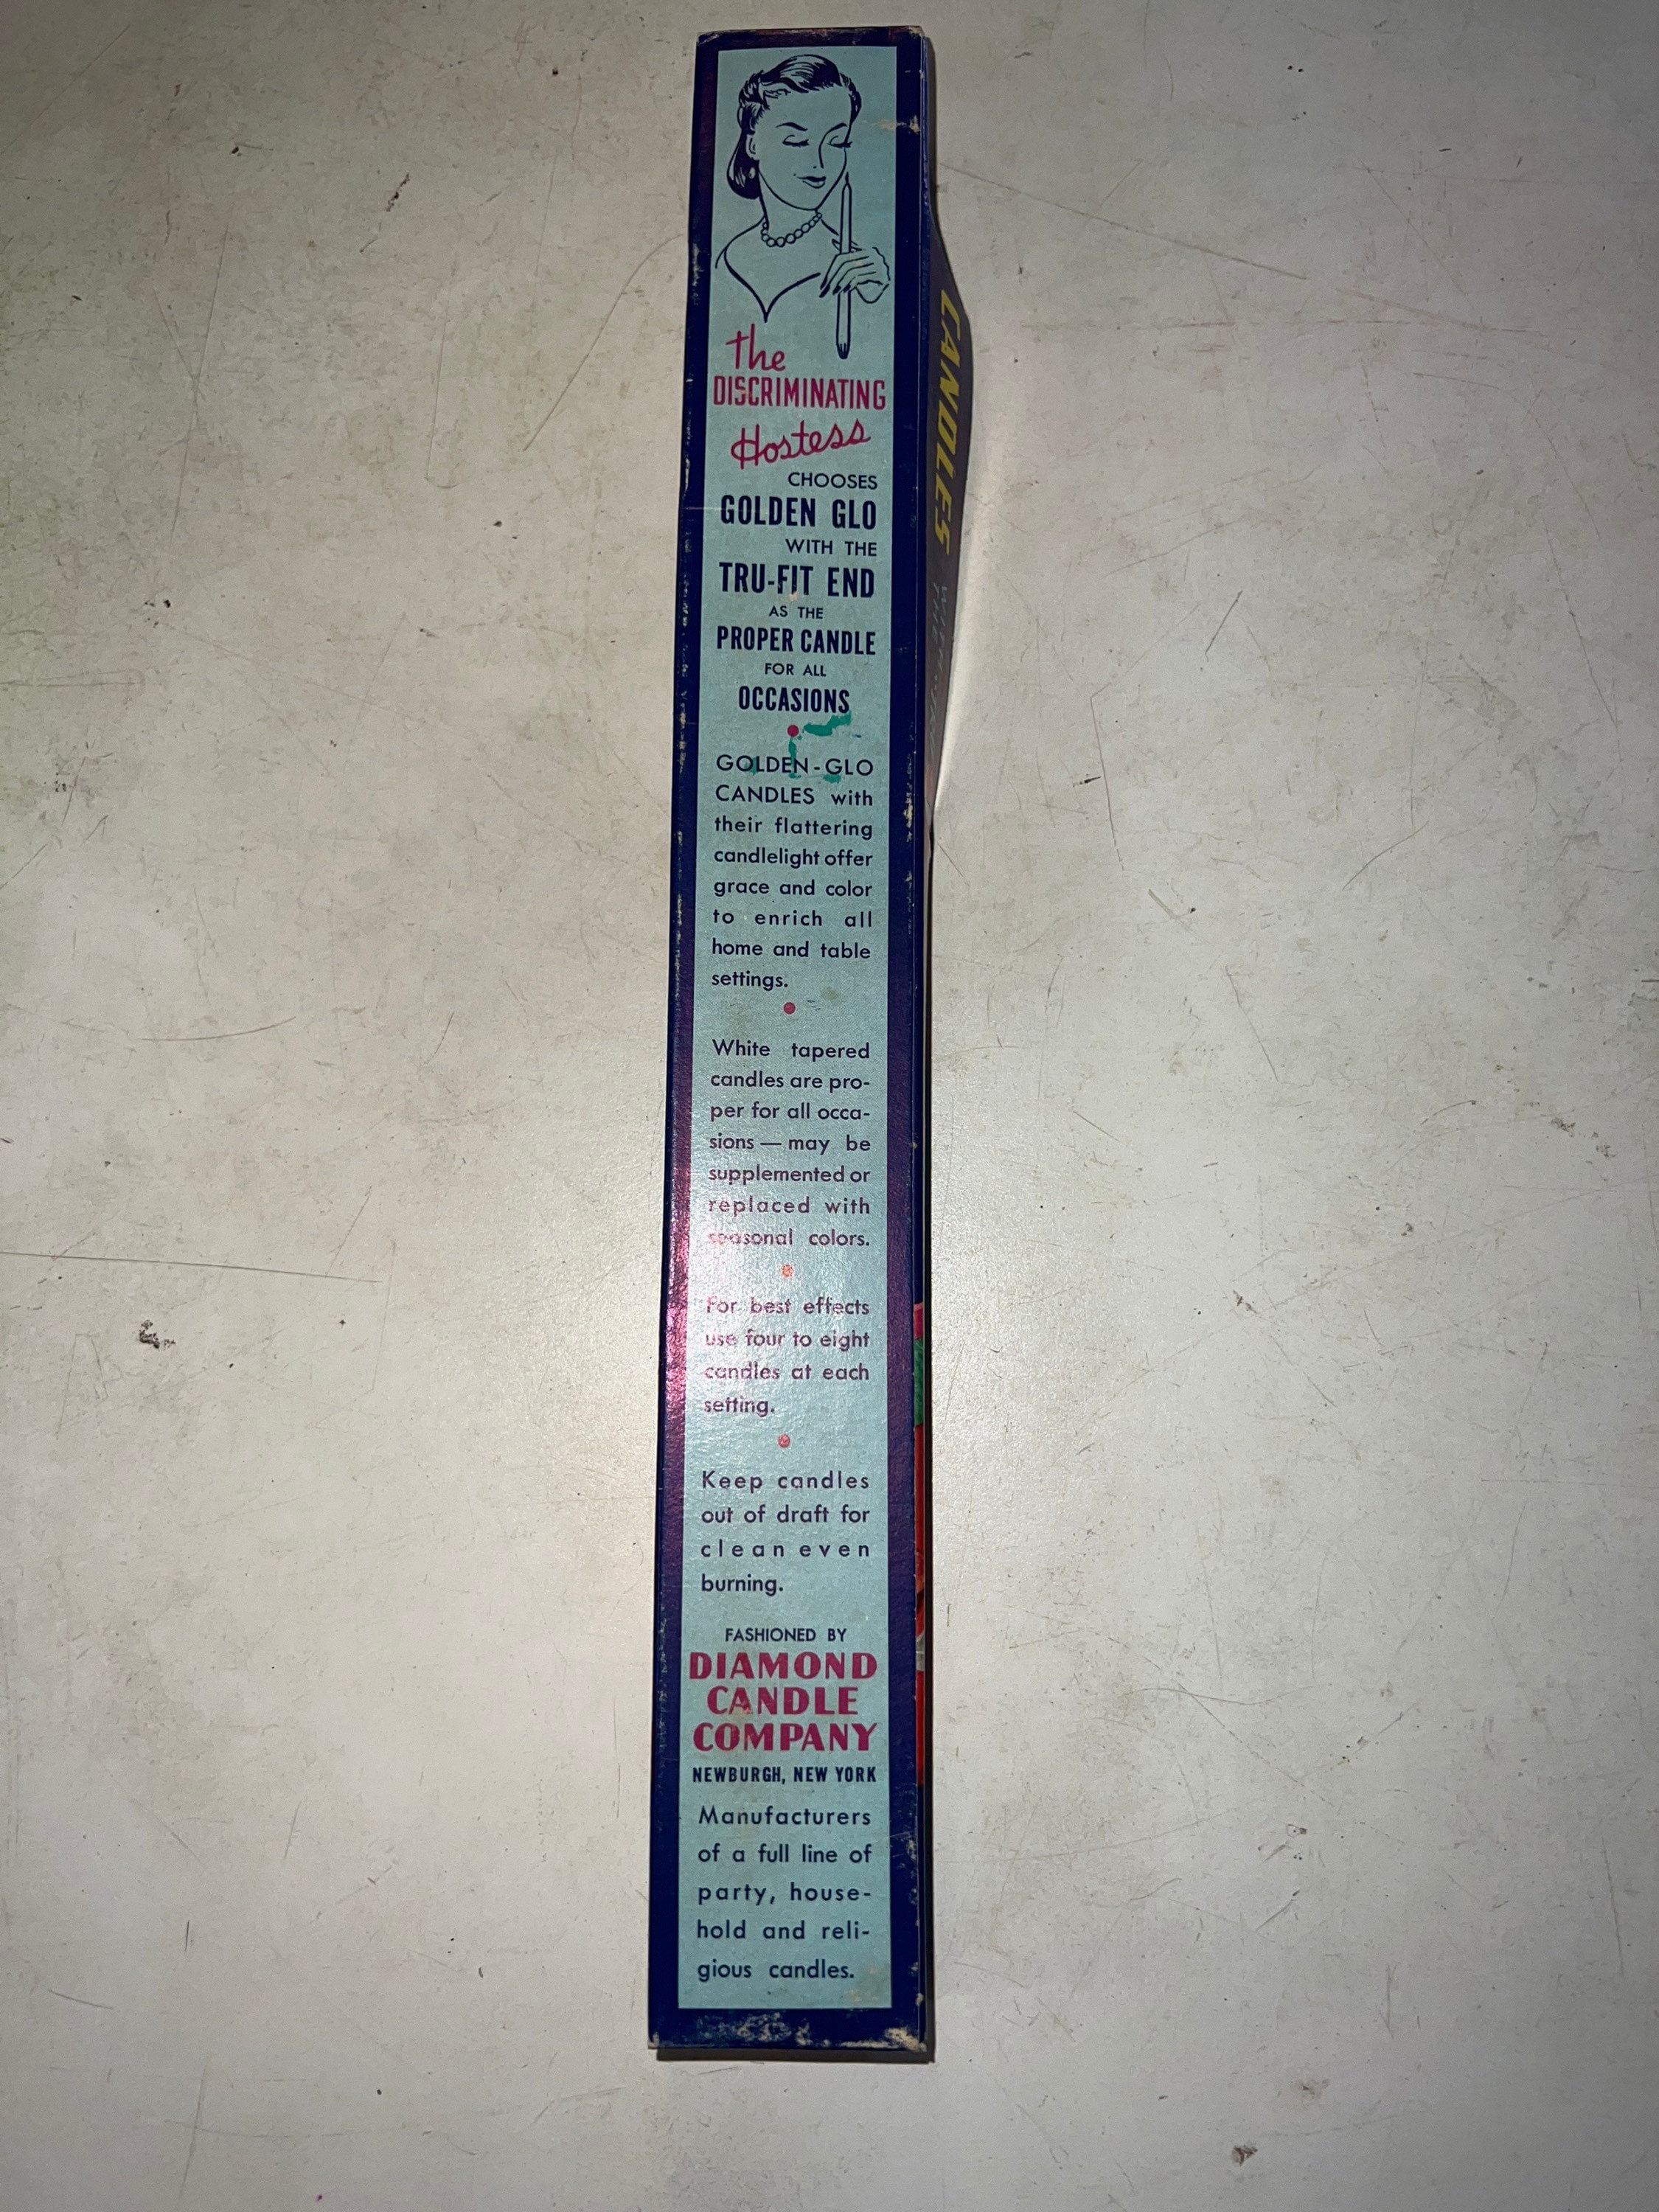 the
DISCRIMINATING
Hostess
CHOOSES
GOLDEN GLO
WITH THE
TRU-FIT END
AS THE
PROPER CANDLE
FOR ALL
OCCASIONS
GOLDEN-GLO
CANDLES with
their flattering
candlelight offer
grace and color
to enrich all
home and table
settings.
White tapered
candles are pro-
per for all occa-
sions — may be
supplemented or
replaced with
seasonal colors.
For best effects
use four to eight
candles at each
setting.
Keep candles
out of draft for
clean even
burning.
FASHIONED BY
DIAMOND
CANDLE
COMPANY
NEWBURGH, NEW YORK
Manufacturers
of a full line of
party, house-
hold and reli-
gious candles.
CANDLES
THE